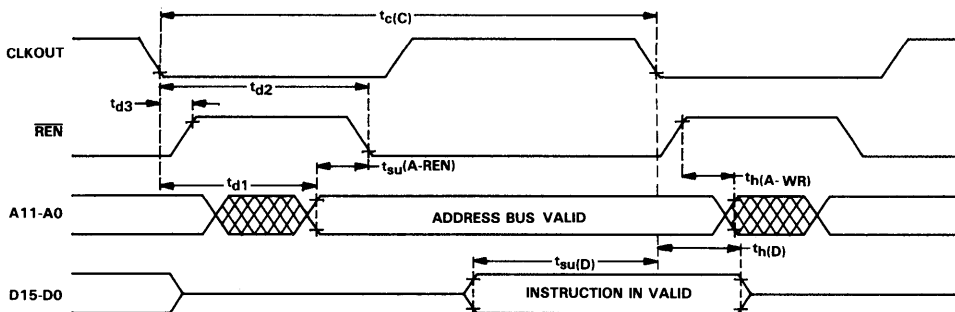 tc(C)
CLKOUT
td3
td2
REN
tsu(A-REN)
td1
th(A-WR)
A11-A0
ADDRESS BUS VALID
tsu(D)
th(D)
D15-D0
INSTRUCTION IN VALID